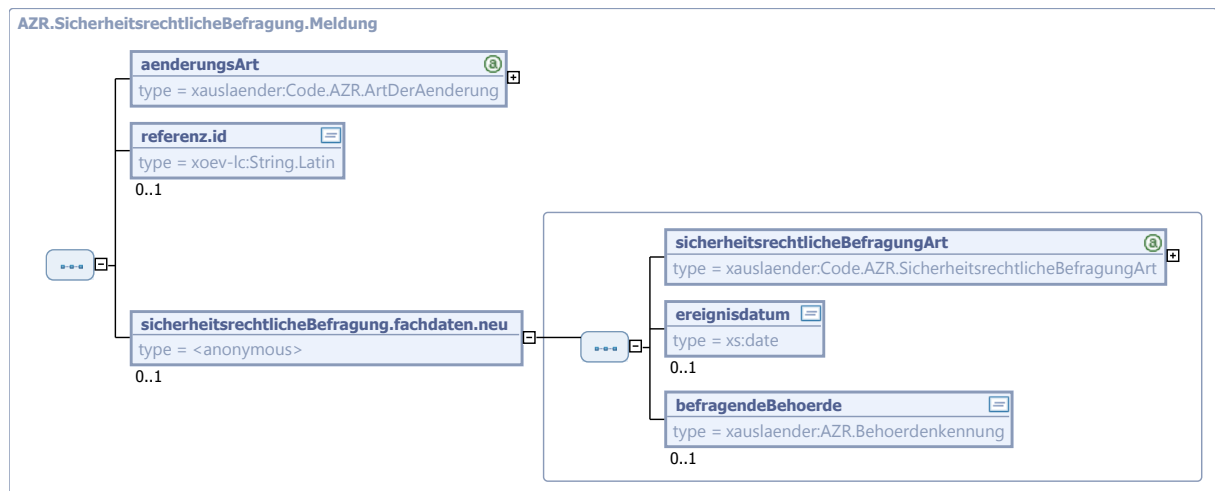 AZR.SicherheitsrechtlicheBefragung.Meldung
aenderungsArt
type = xauslaender:Code.AZR.ArtDerAenderung
referenz.id
type = xoev-lc:String.Latin
0..1
sicherheitsrechtlicheBefragung.fachdaten.neu
type = <anonymous>
0..1
sicherheitsrechtlicheBefragungArt
type = xauslaender:Code.AZR.SicherheitsrechtlicheBefragungArt
ereignisdatum
type = xs:date
0..1
befragendeBehoerde
type = xauslaender:AZR.Behoerdenkennung
0..1